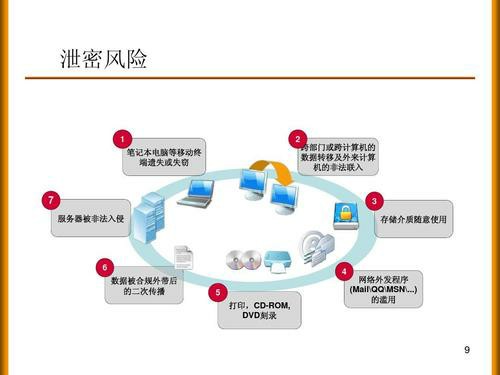 泄密风险
1
笔记本电脑等移动终
端遗失或失窃
2
跨部门或跨计算机的
数据转移及外来计算
机的非法联入
3
存储介质随意使用
4
网络外发程序
(Mail\QQ\MSN\...)
的滥用
5
打印，CD-ROM,
DVD刻录
6
数据被合规外带后
的二次传播
7
服务器被非法入侵
9